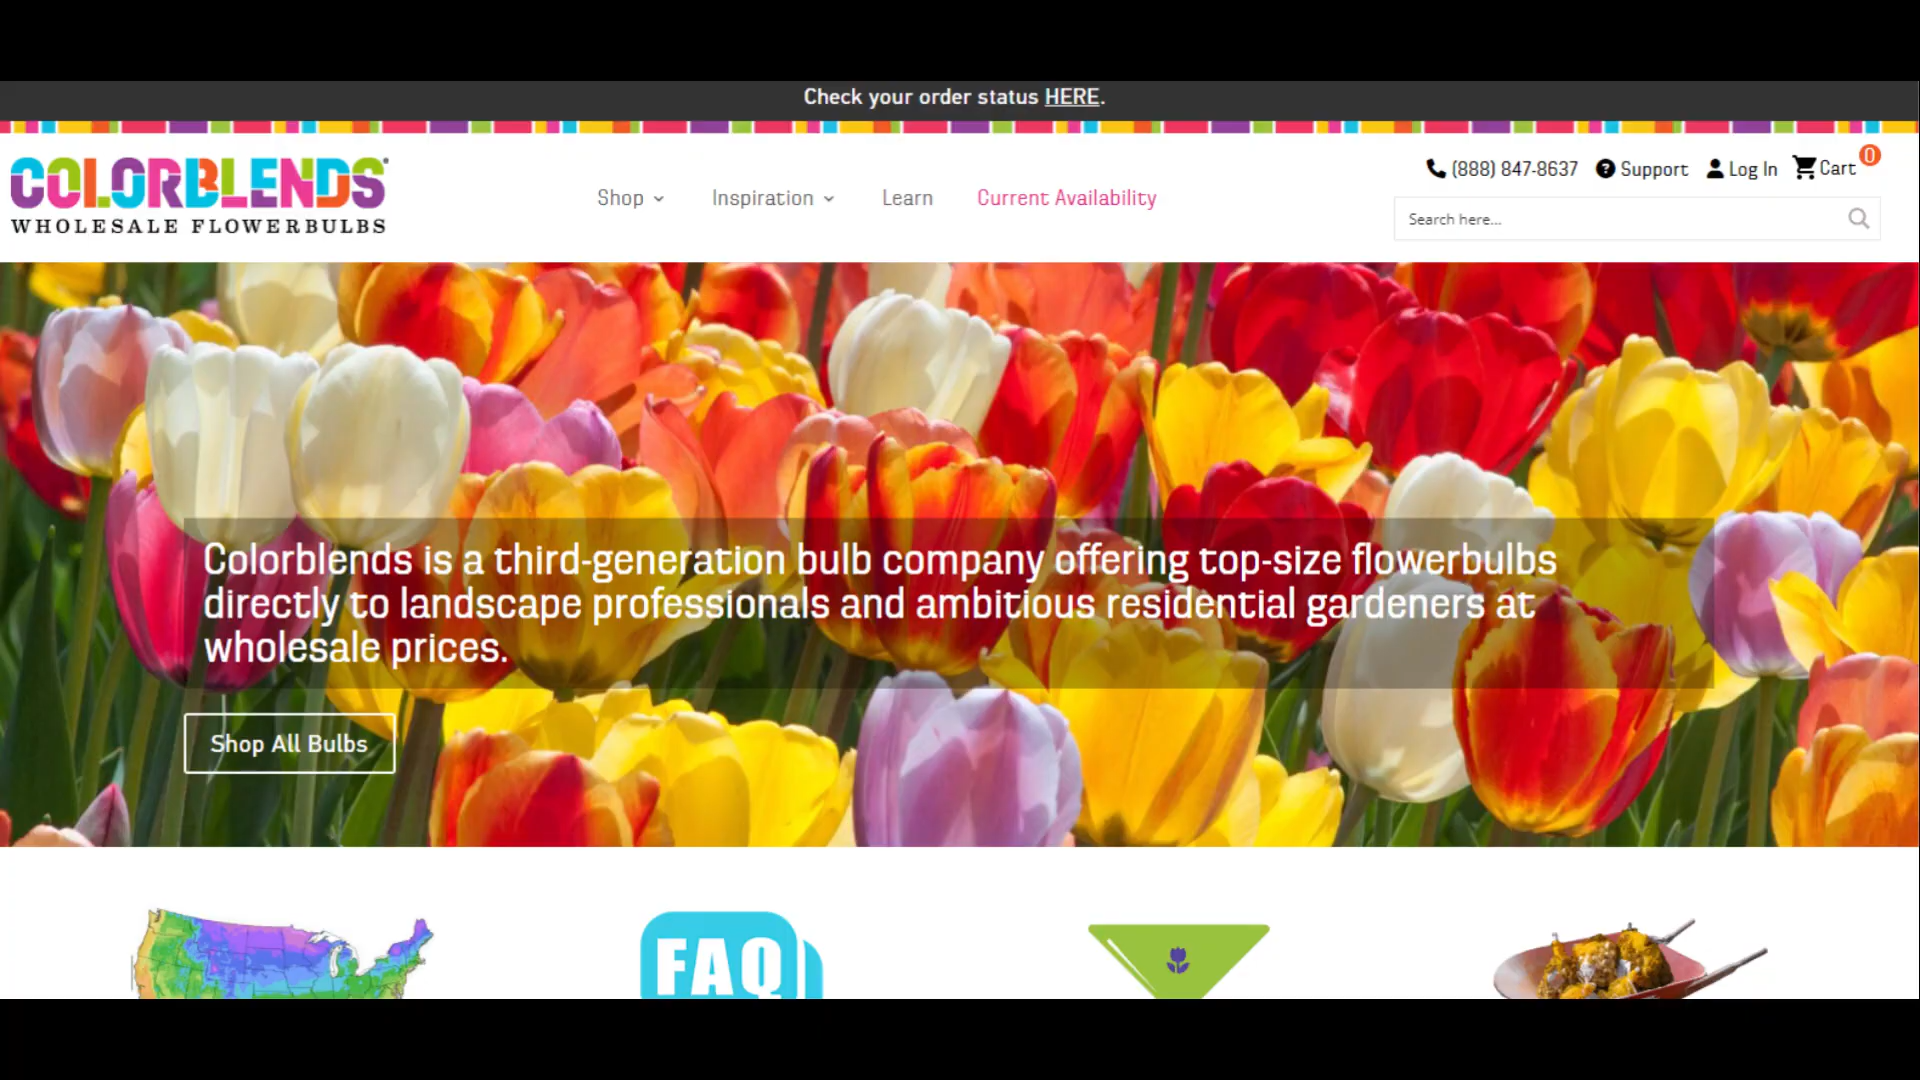 Check your order status HERE.
COLORBLENDS
WHOLESALE FLOWERBULBS
Shop
Inspiration
Learn
Current Availability
(888) 847-8637
Support
Log In
Cart
0
Search here...
Colorblends is a third-generation bulb company offering top-size flowerbulbs
directly to landscape professionals and ambitious residential gardeners at
wholesale prices.
Shop All Bulbs
FAQ